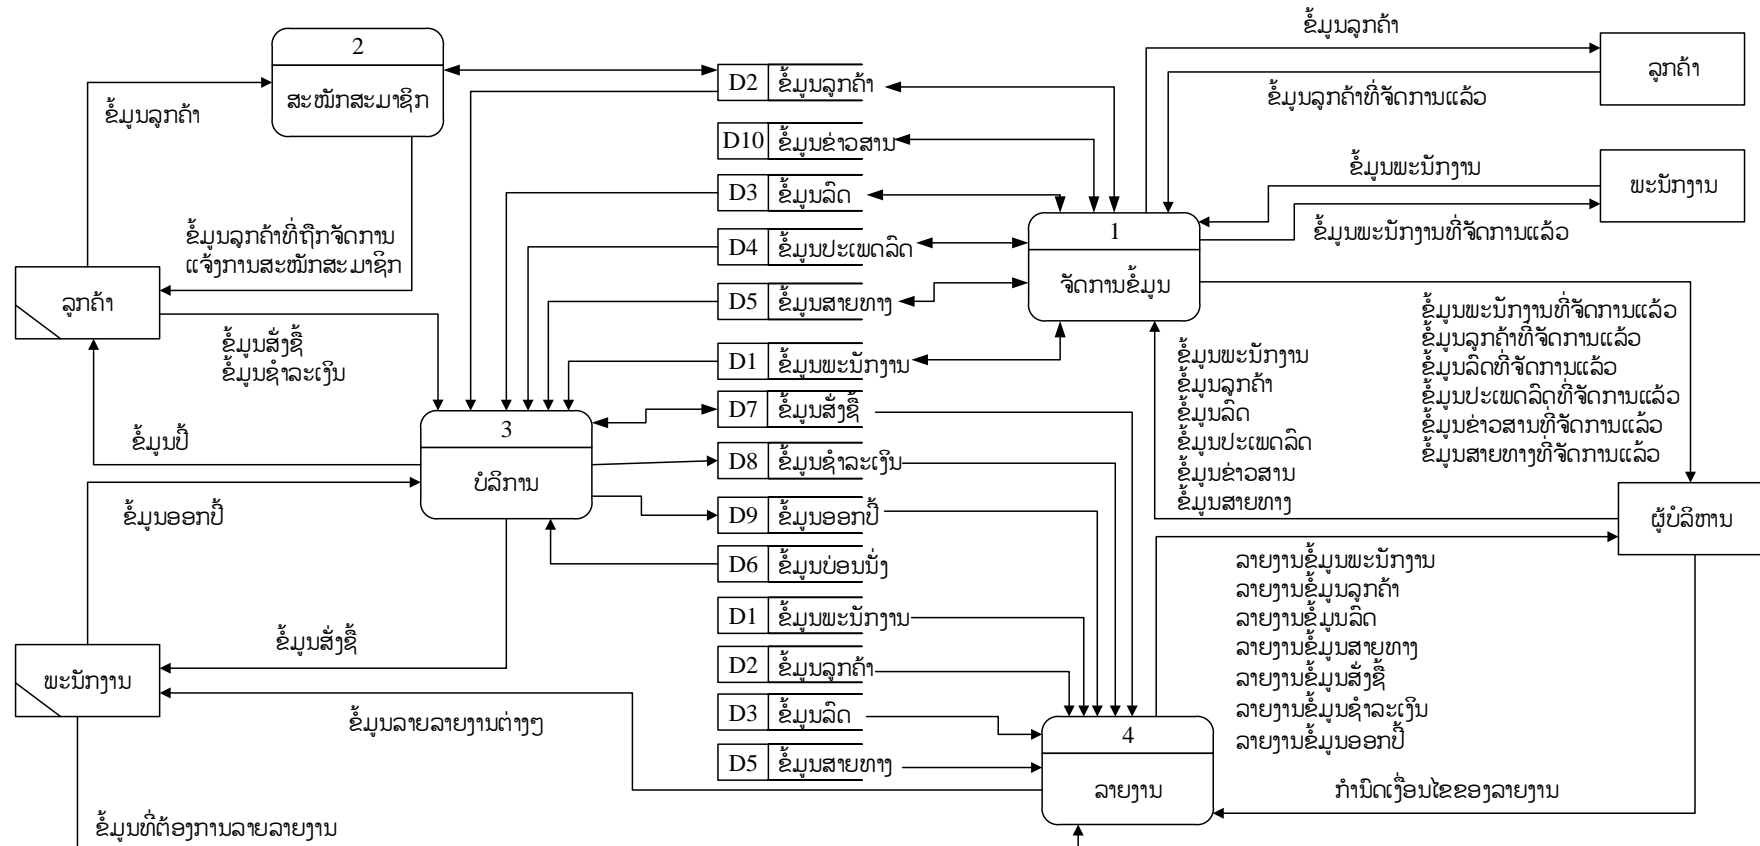 2
ສະໝັກສະມາຊິກ
ຂໍ້ມູນລູກຄ້າ
ຂໍ້ມູນລູກຄ້າທີ່ຖືກຈັດການ
ແຈ້ງການສະໝັກສະມາຊິກ
ລູກຄ້າ
ຂໍ້ມູນສັ່ງຊື້
ຂໍ້ມູນຊຳລະເງິນ
ຂໍ້ມູນປີ້
3
ບໍລິການ
ຂໍ້ມູນອອກປີ້
ຂໍ້ມູນສັ່ງຊື້
ພະນັກງານ
ຂໍ້ມູນລາຍລາຍງານຕ່າງໆ
ຂໍ້ມູນທີ່ຕ້ອງການລາຍລາຍງານ
D2 ຂໍ້ມູນລູກຄ້າ
D10 ຂໍ້ມູນຂ່າວສານ
D3 ຂໍ້ມູນລົດ
D4 ຂໍ້ມູນປະເພດລົດ
D5 ຂໍ້ມູນສາຍທາງ
D1 ຂໍ້ມູນພະນັກງານ
D7 ຂໍ້ມູນສັ່ງຊື້
D8 ຂໍ້ມູນຊຳລະເງິນ
D9 ຂໍ້ມູນອອກປີ້
D6 ຂໍ້ມູນບ່ອນນັ່ງ
D1 ຂໍ້ມູນພະນັກງານ
D2 ຂໍ້ມູນລູກຄ້າ
D3 ຂໍ້ມູນລົດ
D5 ຂໍ້ມູນສາຍທາງ
ຂໍ້ມູນລູກຄ້າ
ລູກຄ້າ
ຂໍ້ມູນລູກຄ້າທີ່ຈັດການແລ້ວ
ຂໍ້ມູນພະນັກງານ
ພະນັກງານ
ຂໍ້ມູນພະນັກງານທີ່ຈັດການແລ້ວ
1
ຈັດການຂໍ້ມູນ
ຂໍ້ມູນພະນັກງານ
ຂໍ້ມູນລູກຄ້າ
ຂໍ້ມູນລົດ
ຂໍ້ມູນປະເພດລົດ
ຂໍ້ມູນຂ່າວສານ
ຂໍ້ມູນສາຍທາງ
ຂໍ້ມູນພະນັກງານທີ່ຈັດການແລ້ວ
ຂໍ້ມູນລູກຄ້າທີ່ຈັດການແລ້ວ
ຂໍ້ມູນລົດທີ່ຈັດການແລ້ວ
ຂໍ້ມູນປະເພດລົດທີ່ຈັດການແລ້ວ
ຂໍ້ມູນຂ່າວສານທີ່ຈັດການແລ້ວ
ຂໍ້ມູນສາຍທາງທີ່ຈັດການແລ້ວ
ຜູ້ບໍລິຫານ
ລາຍງານຂໍ້ມູນພະນັກງານ
ລາຍງານຂໍ້ມູນລູກຄ້າ
ລາຍງານຂໍ້ມູນລົດ
ລາຍງານຂໍ້ມູນສາຍທາງ
ລາຍງານຂໍ້ມູນສັ່ງຊື້
ລາຍງານຂໍ້ມູນຊຳລະເງິນ
ລາຍງານຂໍ້ມູນອອກປີ້
4
ລາຍງານ
ກຳນົດເງື່ອນໄຂຂອງລາຍງານ